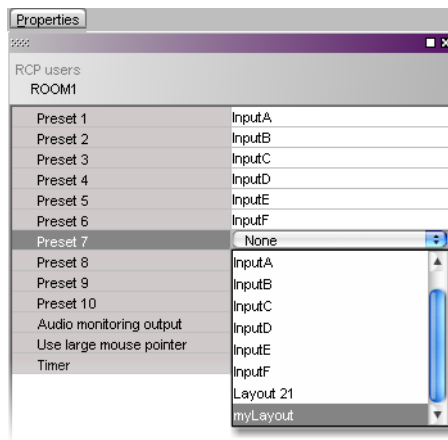 Properties
RCP users
ROOM1
Preset 1 InputA
Preset 2 InputB
Preset 3 InputC
Preset 4 InputD
Preset 5 InputE
Preset 6 InputF
Preset 7 None
Preset 8 InputA
Preset 9 InputB
Preset 10 InputC
Audio monitoring output InputD
Use large mouse pointer InputE
Timer InputF
Layout 21
myLayout